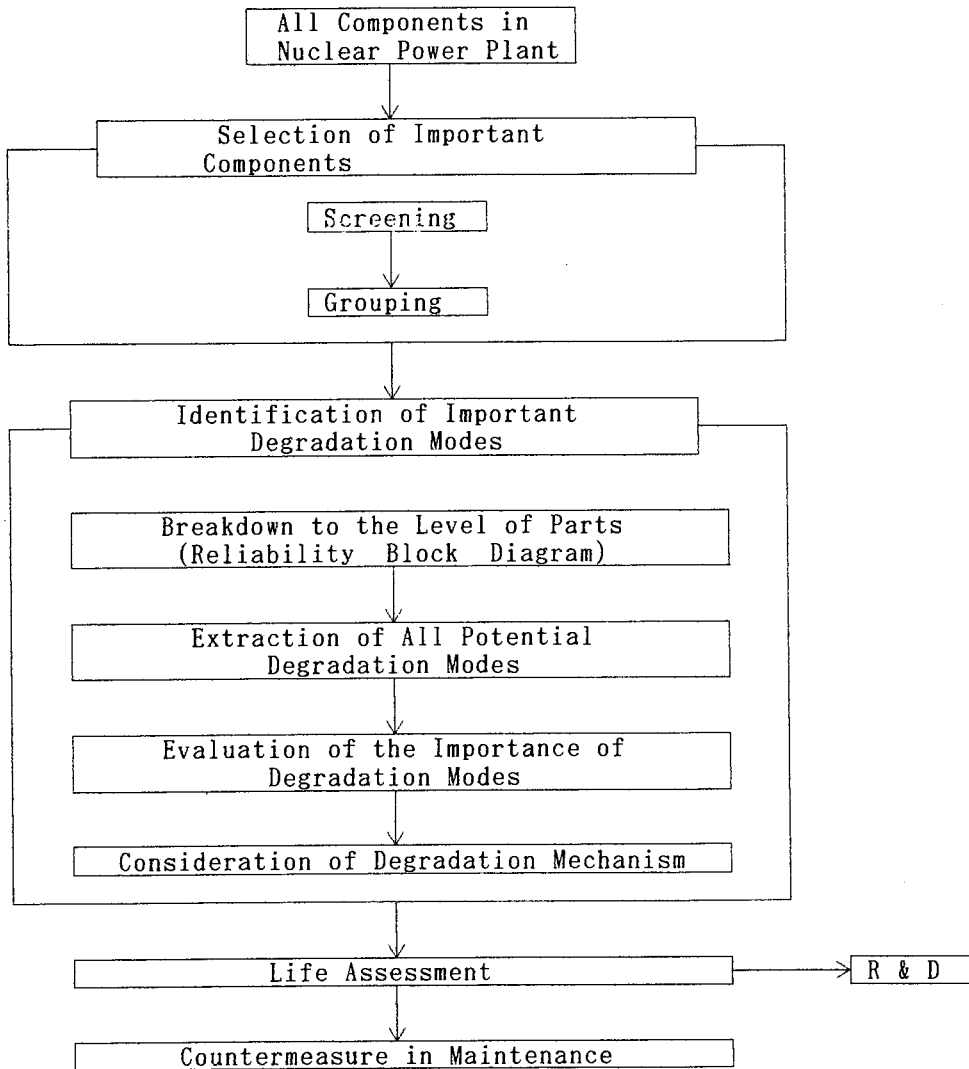 All Components in
Nuclear Power Plant
Selection of Important
Components
Screening
Grouping
Identification of Important
Degradation Modes
Breakdown to the Level of Parts
(Reliability Block Diagram)
Extraction of All Potential
Degradation Modes
Evaluation of the Importance of
Degradation Modes
Consideration of Degradation Mechanism
Life Assessment
R & D
Countermeasure in Maintenance